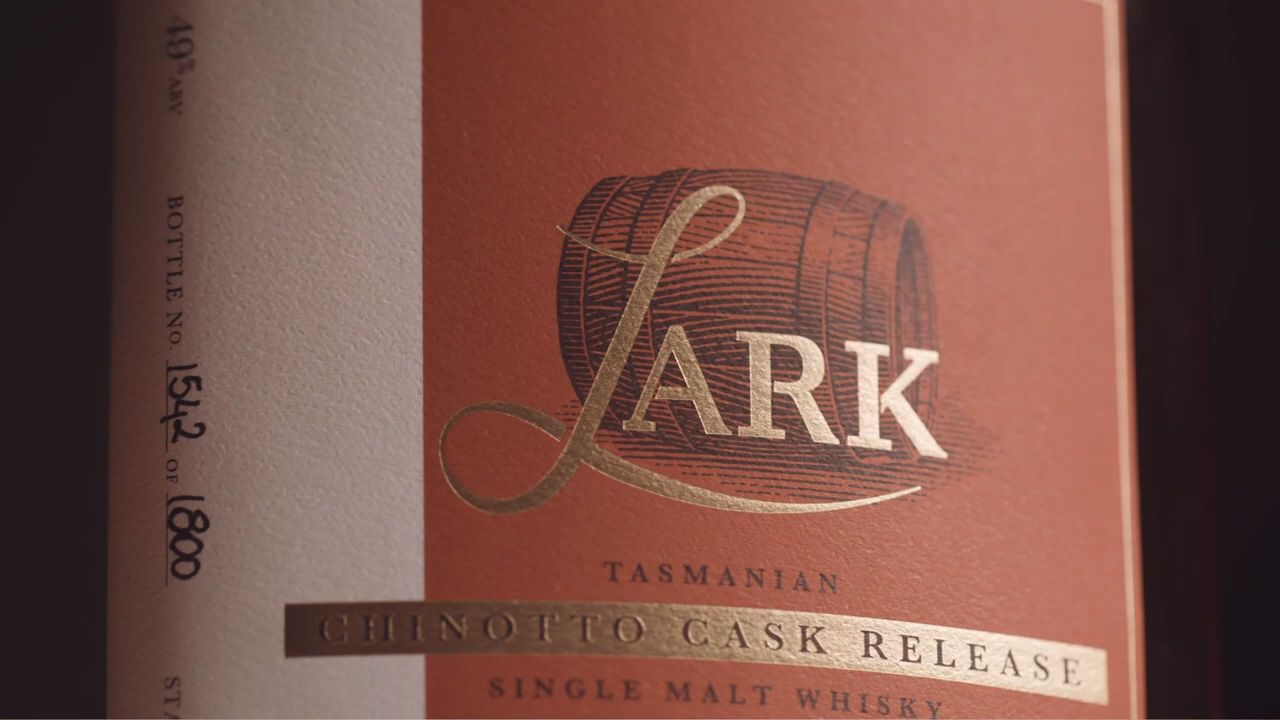 49% ABV BOTTLE NO. 1542 OF 1800
LARK
TASMANIAN
CHINOTTO CASK RELEASE
SINGLE MALT WHISKY